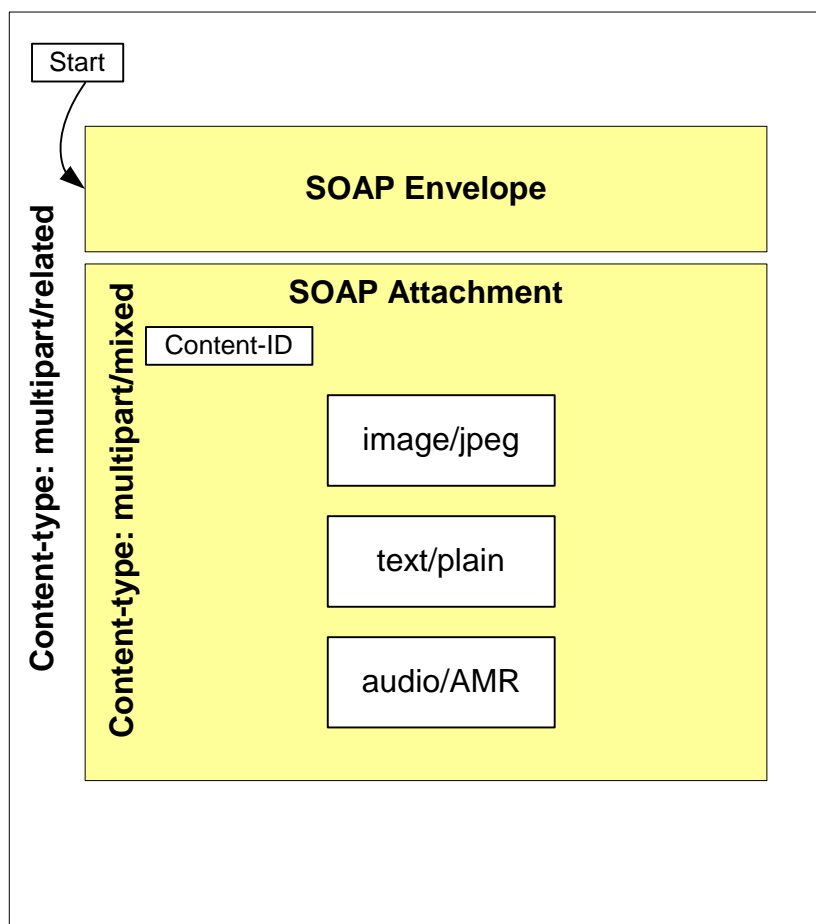 Start
SOAP Envelope
Content-type: multipart/related
SOAP Attachment
Content-type: multipart/mixed
Content-ID
image/jpeg
text/plain
audio/AMR